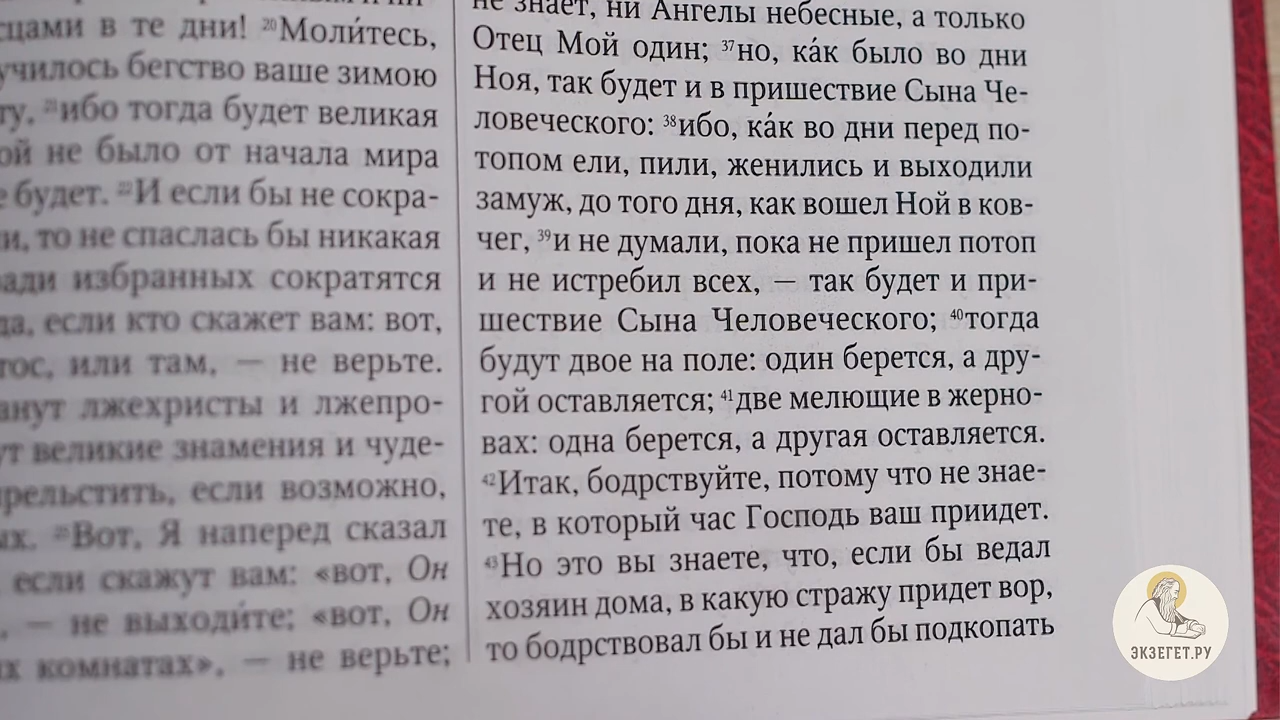 сцами в те дни! ²⁰Моли́тесь,
училось бегство ваше зимою
ту, ²¹ибо тогда будет великая
ой не было от начала мира
е будет. ²²И если бы не сокра-
и, то не спаслась бы никакая
ради избранных сократятся
да, если кто скажет вам: вот,
тос, или там, — не верьте.
анут лжехристы и лжепро-
ут великие знамения и чуде-
прельстить, если возможно,
ых. ²⁵Вот, Я наперед сказал
если скажут вам: «вот, Он
, — не выходи́те; «вот, Он
х комнатах», — не верьте;
не знает, ни Ангелы небесные, а только
Отец Мой один; ³⁷но, ка́к было во дни
Ноя, так будет и в пришествие Сына Че-
ловеческого: ³⁸ибо, ка́к во дни перед по-
топом ели, пили, женились и выходили
замуж, до того дня, как вошел Ной в ков-
чег, ³⁹и не думали, пока не пришел потоп
и не истребил всех, — так будет и при-
шествие Сына Человеческого; ⁴⁰тогда
будут двое на поле: один берется, а дру-
гой оставляется; ⁴¹две мелющие в жерно-
вах: одна берется, а другая оставляется.
⁴²Итак, бодрствуйте, потому что не знае-
те, в который час Господь ваш приидет.
⁴³Но это вы знаете, что, если бы ведал
хозяин дома, в какую стражу придет вор,
то бодрствовал бы и не дал бы подкопать
ЭКЗЕГЕТ.РУ